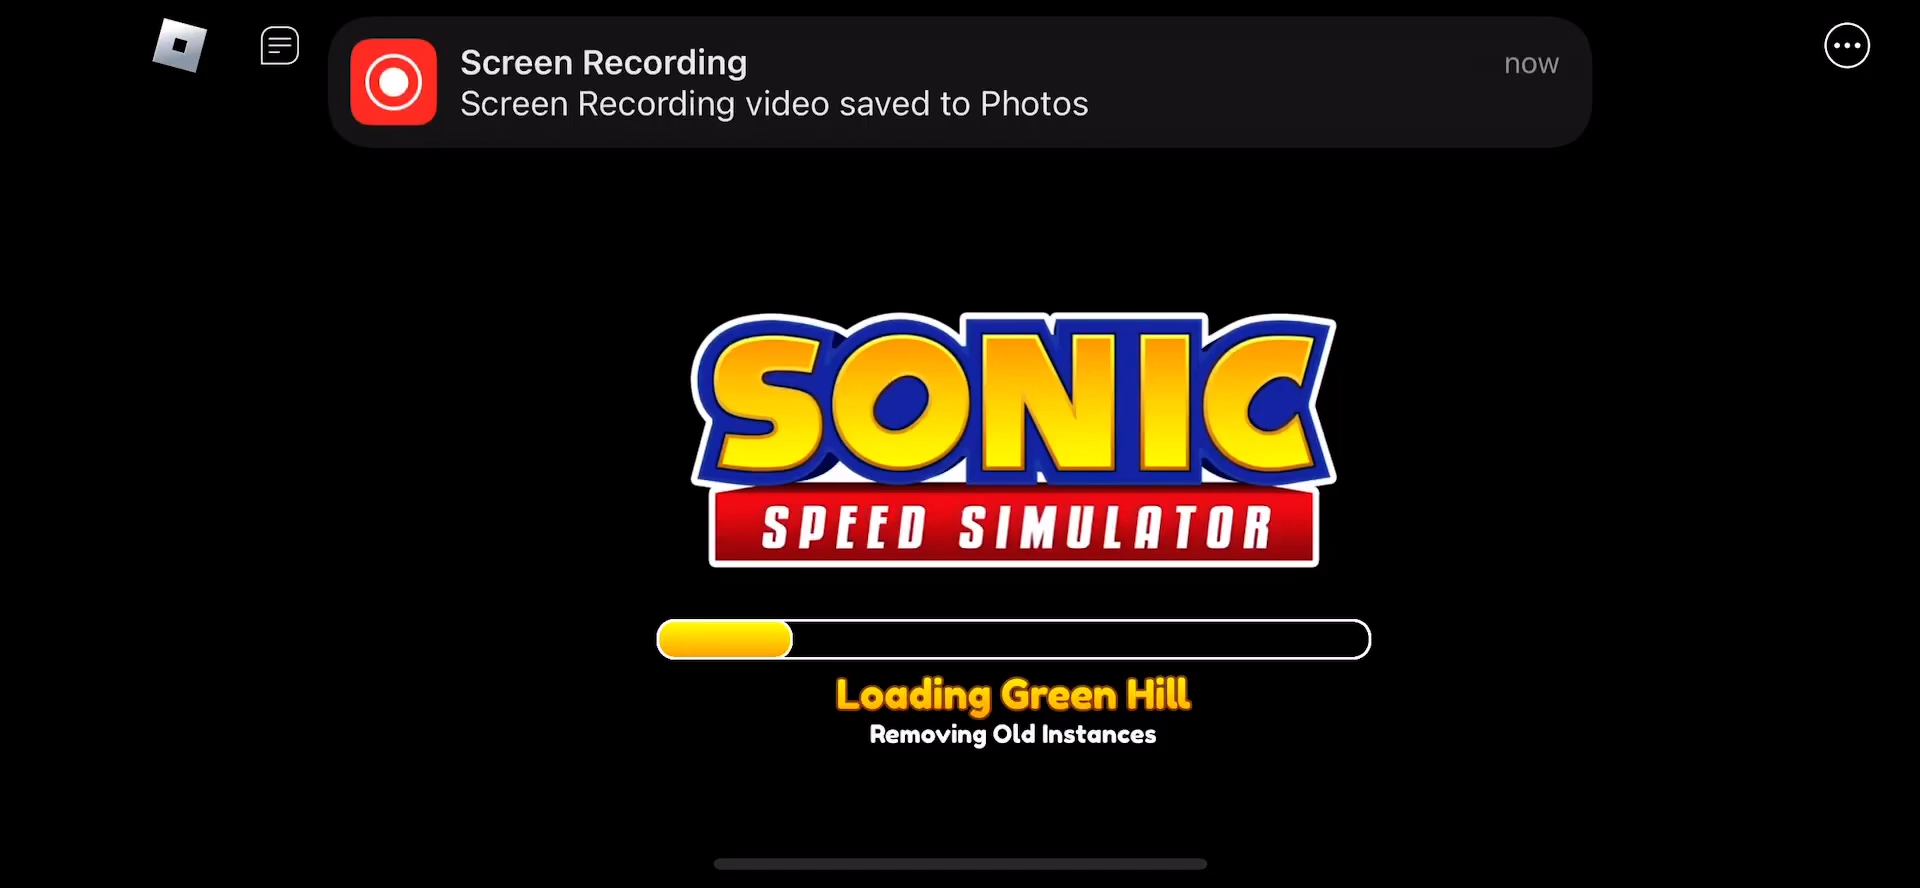 Screen Recording
now
Screen Recording video saved to Photos
SONIC
SPEED SIMULATOR
Loading Green Hill
Removing Old Instances